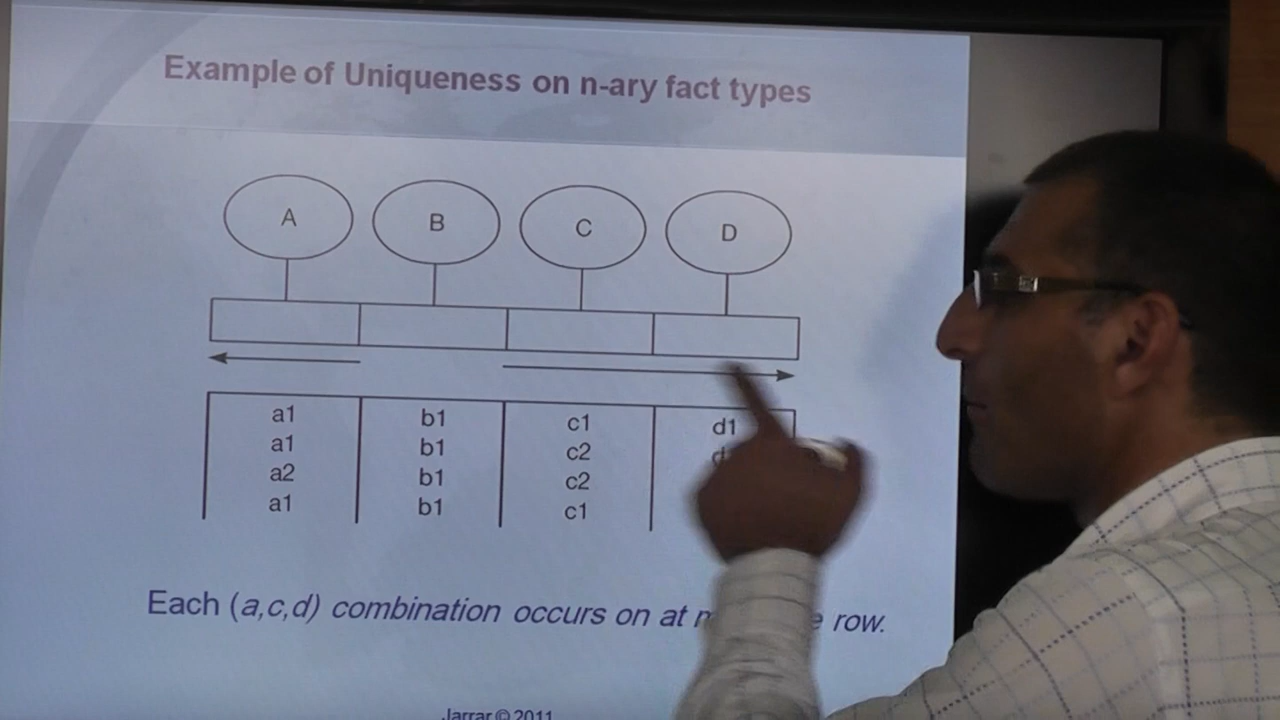 Example of Uniqueness on n-ary fact types
A B C D
a1 b1 c1 d1
a1 b1 c2
a2 b1 c2
a1 b1 c1
Each (a,c,d) combination occurs on at row.
Jarrar © 2011